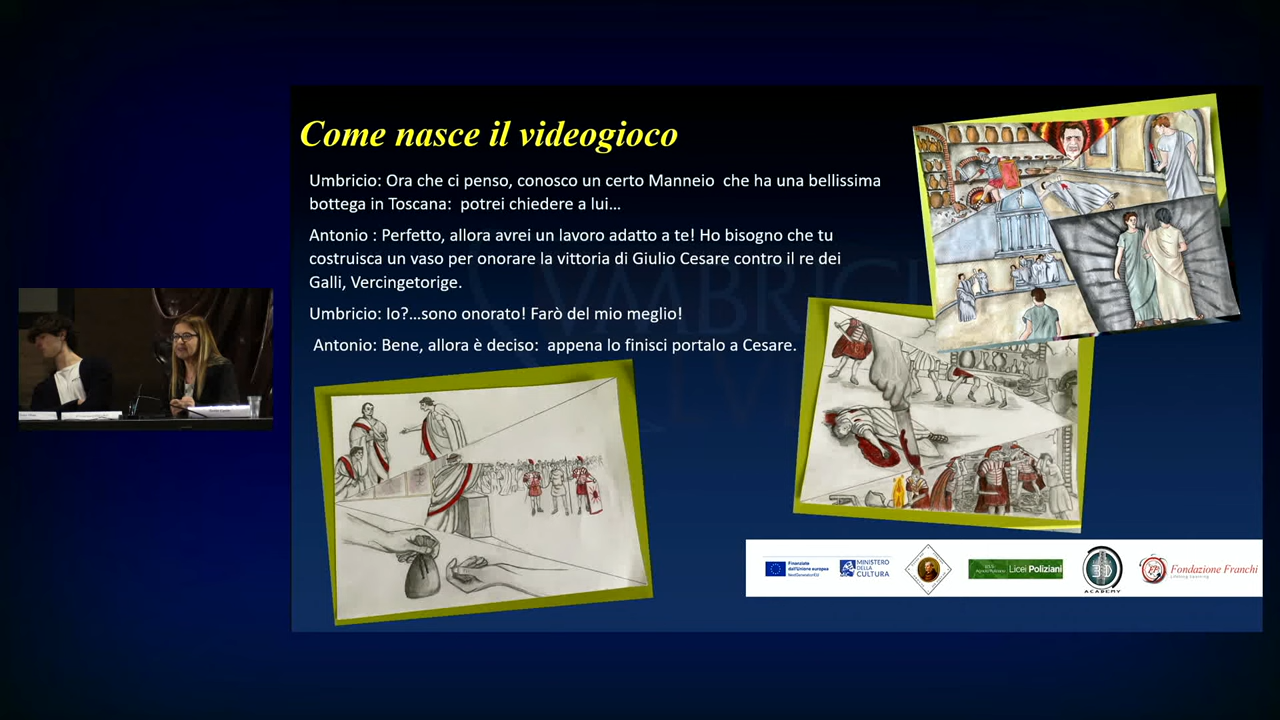 Come nasce il videogioco
Umbricio: Ora che ci penso, conosco un certo Manneio  che ha una bellissima
bottega in Toscana:  potrei chiedere a lui...
Antonio : Perfetto, allora avrei un lavoro adatto a te! Ho bisogno che tu
costruisca un vaso per onorare la vittoria di Giulio Cesare contro il re dei
Galli, Vercingetorige.
Umbricio: Io?...sono onorato! Farò del mio meglio!
Antonio: Bene, allora è deciso:  appena lo finisci portalo a Cesare.
Finanziato
dall'Unione europea
NextGenerationEU
MINISTERO
DELLA
CULTURA
Licei Poliziani
3D
ACADEMY
Fondazione Franchi
Lifelong Learning